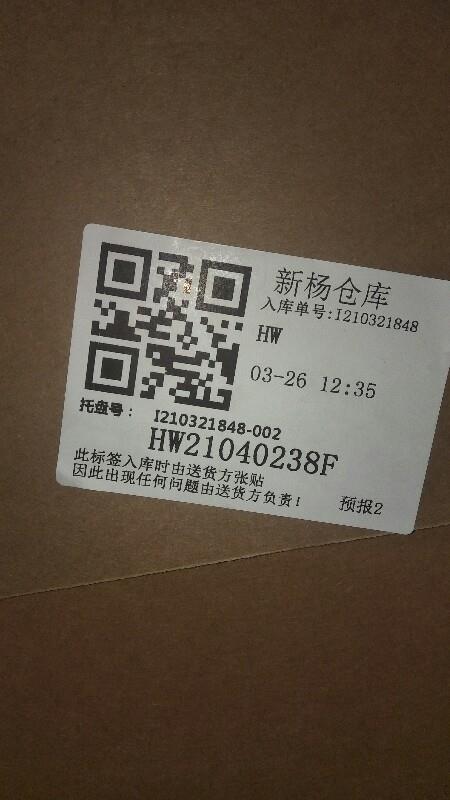 新杨仓库
入库单号:I210321848
HW
03-26 12:35
托盘号： I210321848-002
HW21040238F
此标签入库时由送货方张贴
因此出现任何问题由送货方负责！
预报2